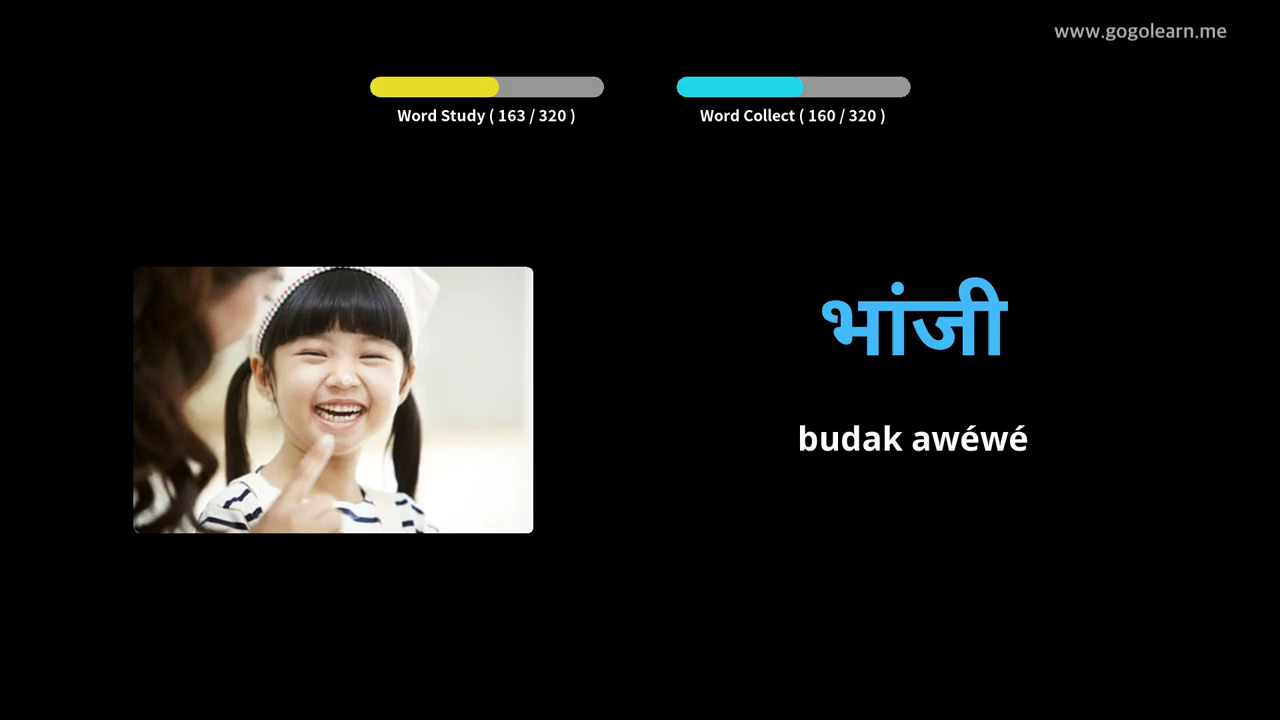 www.gogolearn.me
Word Study ( 163 / 320 )
Word Collect ( 160 / 320 )
भांजी
budak awéwé